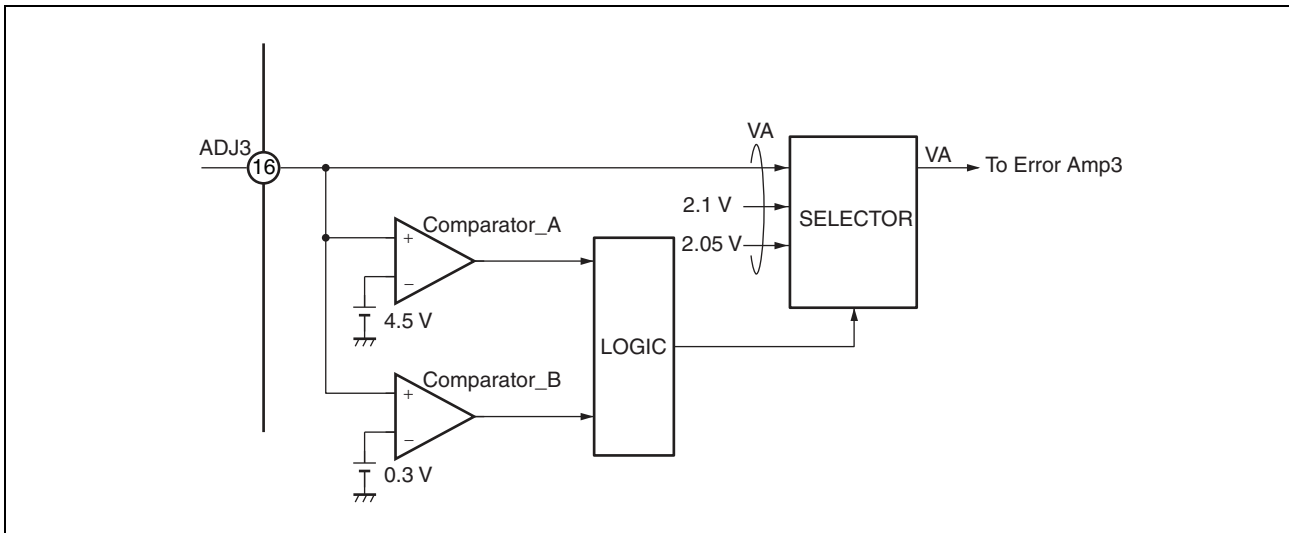 ADJ3
16
VA
2.1 V
2.05 V
SELECTOR
VA
To Error Amp3
+
−
Comparator_A
4.5 V
LOGIC
+
−
Comparator_B
0.3 V